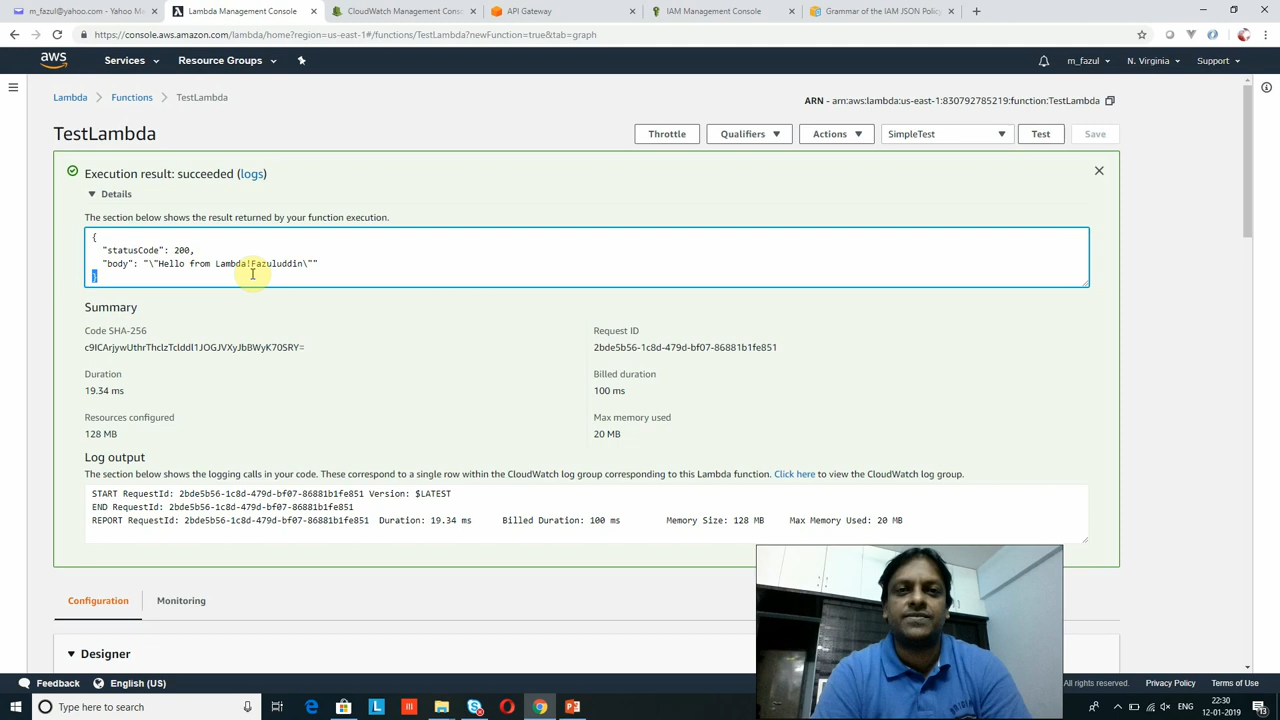 m_fazul@yahoo.com - Yahoo M
Lambda Management Console
CloudWatch Management Cons
API Gateway
IAM Management Console
Grammar of the IAM JSON Policy
https://console.aws.amazon.com/lambda/home?region=us-east-1#/functions/TestLambda?newFunction=true&tab=graph
aws
Services
Resource Groups
m_fazul
N. Virginia
Support
Lambda
Functions
TestLambda
ARN - arn:aws:lambda:us-east-1:830792785219:function:TestLambda
TestLambda
Throttle
Qualifiers
Actions
SimpleTest
Test
Save
Execution result: succeeded (logs)
Details
The section below shows the result returned by your function execution.
{
"statusCode": 200,
"body": "\"Hello from Lambda!Fazuluddin\""
}
Summary
Code SHA-256
Request ID
2bde5b56-1c8d-479d-bf07-86881b1fe851
Duration
Billed duration
19.34 ms
100 ms
Resources configured
Max memory used
128 MB
20 MB
Log output
The section below shows the logging calls in your code. These correspond to a single row within the CloudWatch log group corresponding to this Lambda function. Click here to view the CloudWatch log group.
START RequestId: 2bde5b56-1c8d-479d-bf07-86881b1fe851 Version: $LATEST
END RequestId: 2bde5b56-1c8d-479d-bf07-86881b1fe851
REPORT RequestId: 2bde5b56-1c8d-479d-bf07-86881b1fe851 Duration: 19.34 ms Billed Duration: 100 ms Memory Size: 128 MB Max Memory Used: 20 MB
Configuration
Monitoring
Designer
Feedback
English (US)
All rights reserved.
Privacy Policy
Terms of Use
Type here to search
ENG
22:30
12-01-2019